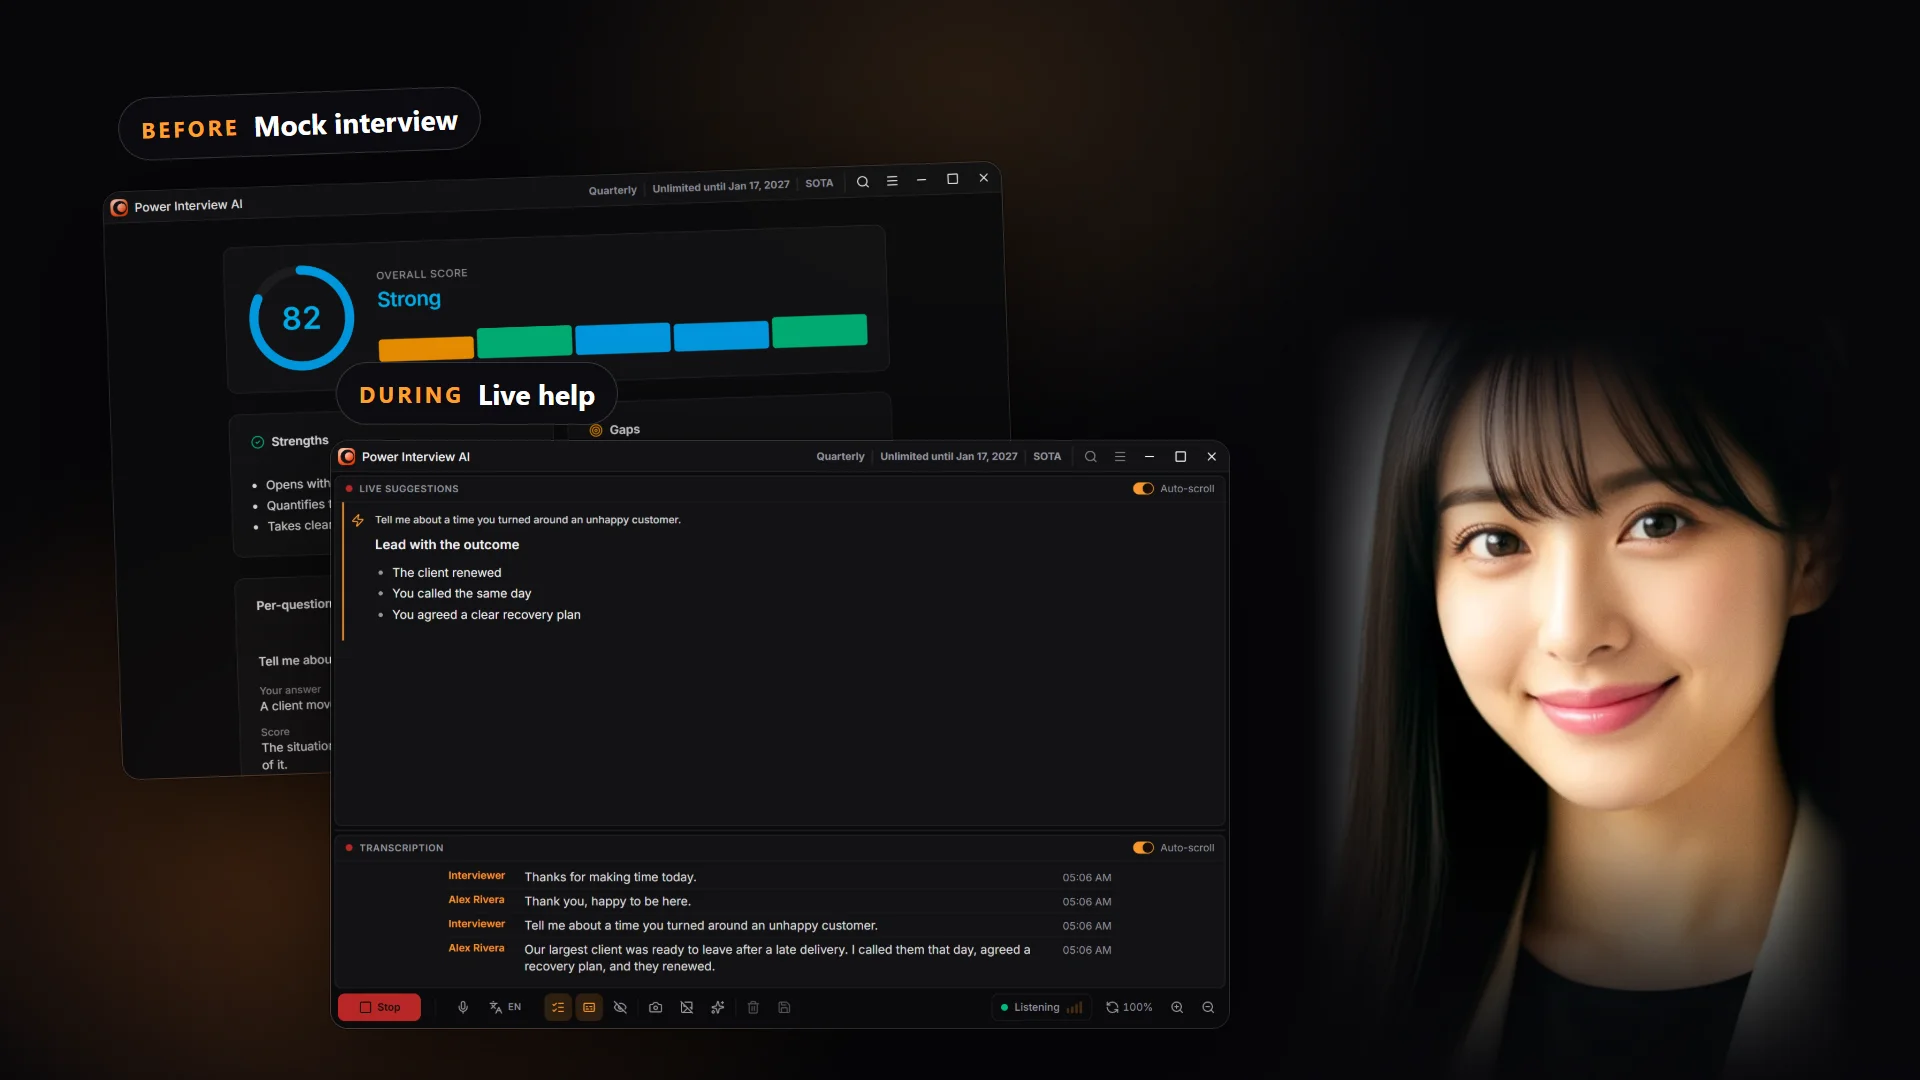 BEFORE Mock interview
Power Interview AI
Quarterly Unlimited until Jan 17, 2027 SOTA
82
OVERALL SCORE
Strong
DURING Live help
Strengths
Gaps
Opens with
Quantifies
Takes clear
Per-question
Tell me about
Your answer
A client
Score
The situation
of it.
Power Interview AI
Quarterly Unlimited until Jan 17, 2027 SOTA
LIVE SUGGESTIONS
Auto-scroll
Tell me about a time you turned around an unhappy customer.
Lead with the outcome
• The client renewed
• You called the same day
• You agreed a clear recovery plan
TRANSCRIPTION
Auto-scroll
Interviewer Thanks for making time today. 05:06 AM
Alex Rivera Thank you, happy to be here. 05:06 AM
Interviewer Tell me about a time you turned around an unhappy customer. 05:06 AM
Alex Rivera Our largest client was ready to leave after a late delivery. I called them that day, agreed a 05:06 AM
recovery plan, and they renewed.
Stop
EN
Listening
100%